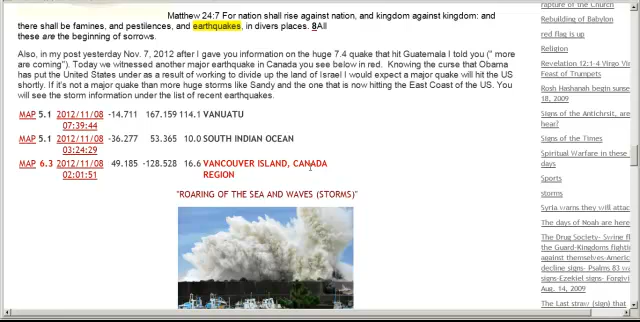 Matthew 24:7 For nation shall rise against nation, and kingdom against kingdom: and
there shall be famines, and pestilences, and earthquakes, in divers places. 8All
these are the beginning of sorrows.
Also, in my post yesterday Nov. 7, 2012 after I gave you information on the huge 7.4 quake that hit Guatemala I told you (" more
are coming"). Today we witnessed another major earthquake in Canada you see below in red. Knowing the curse that Obama
has put the United States under as a result of working to divide up the land of Israel I would expect a major quake will hit the US
shortly. If it's not a major quake than more huge storms like Sandy and the one that is now hitting the East Coast of the US. You
will see the storm information under the list of recent earthquakes.
MAP 5.1 2012/11/08 -14.711 167.159 114.1 VANUATU
07:39:44
MAP 5.1 2012/11/08 -36.277 53.365 10.0 SOUTH INDIAN OCEAN
03:24:29
MAP 6.3 2012/11/08 49.185 -128.528 16.6 VANCOUVER ISLAND, CANADA
02:01:51 REGION
"ROARING OF THE SEA AND WAVES (STORMS)"
rapture of the Church
Rebuilding of Babylon
red flag is up
Religion
Revelation 12:1-4 Virgo Vir
Feast of Trumpets
Rosh Hashanah begin sunse
18, 2009
Signs of the Antichrsit, are
hear?
Signs of the Times
Spiritual Warfare in these
days
Sports
storms
Syria warns they will attac
The days of Noah are here
The Drug Society- Swine fl
the Guard-Kingdoms fightin
against themselves-Americ
decline signs- Psalms 83 w
signs-Ezekiel signs- Forgivi
Aug. 14, 2009
The Last straw (sign) that